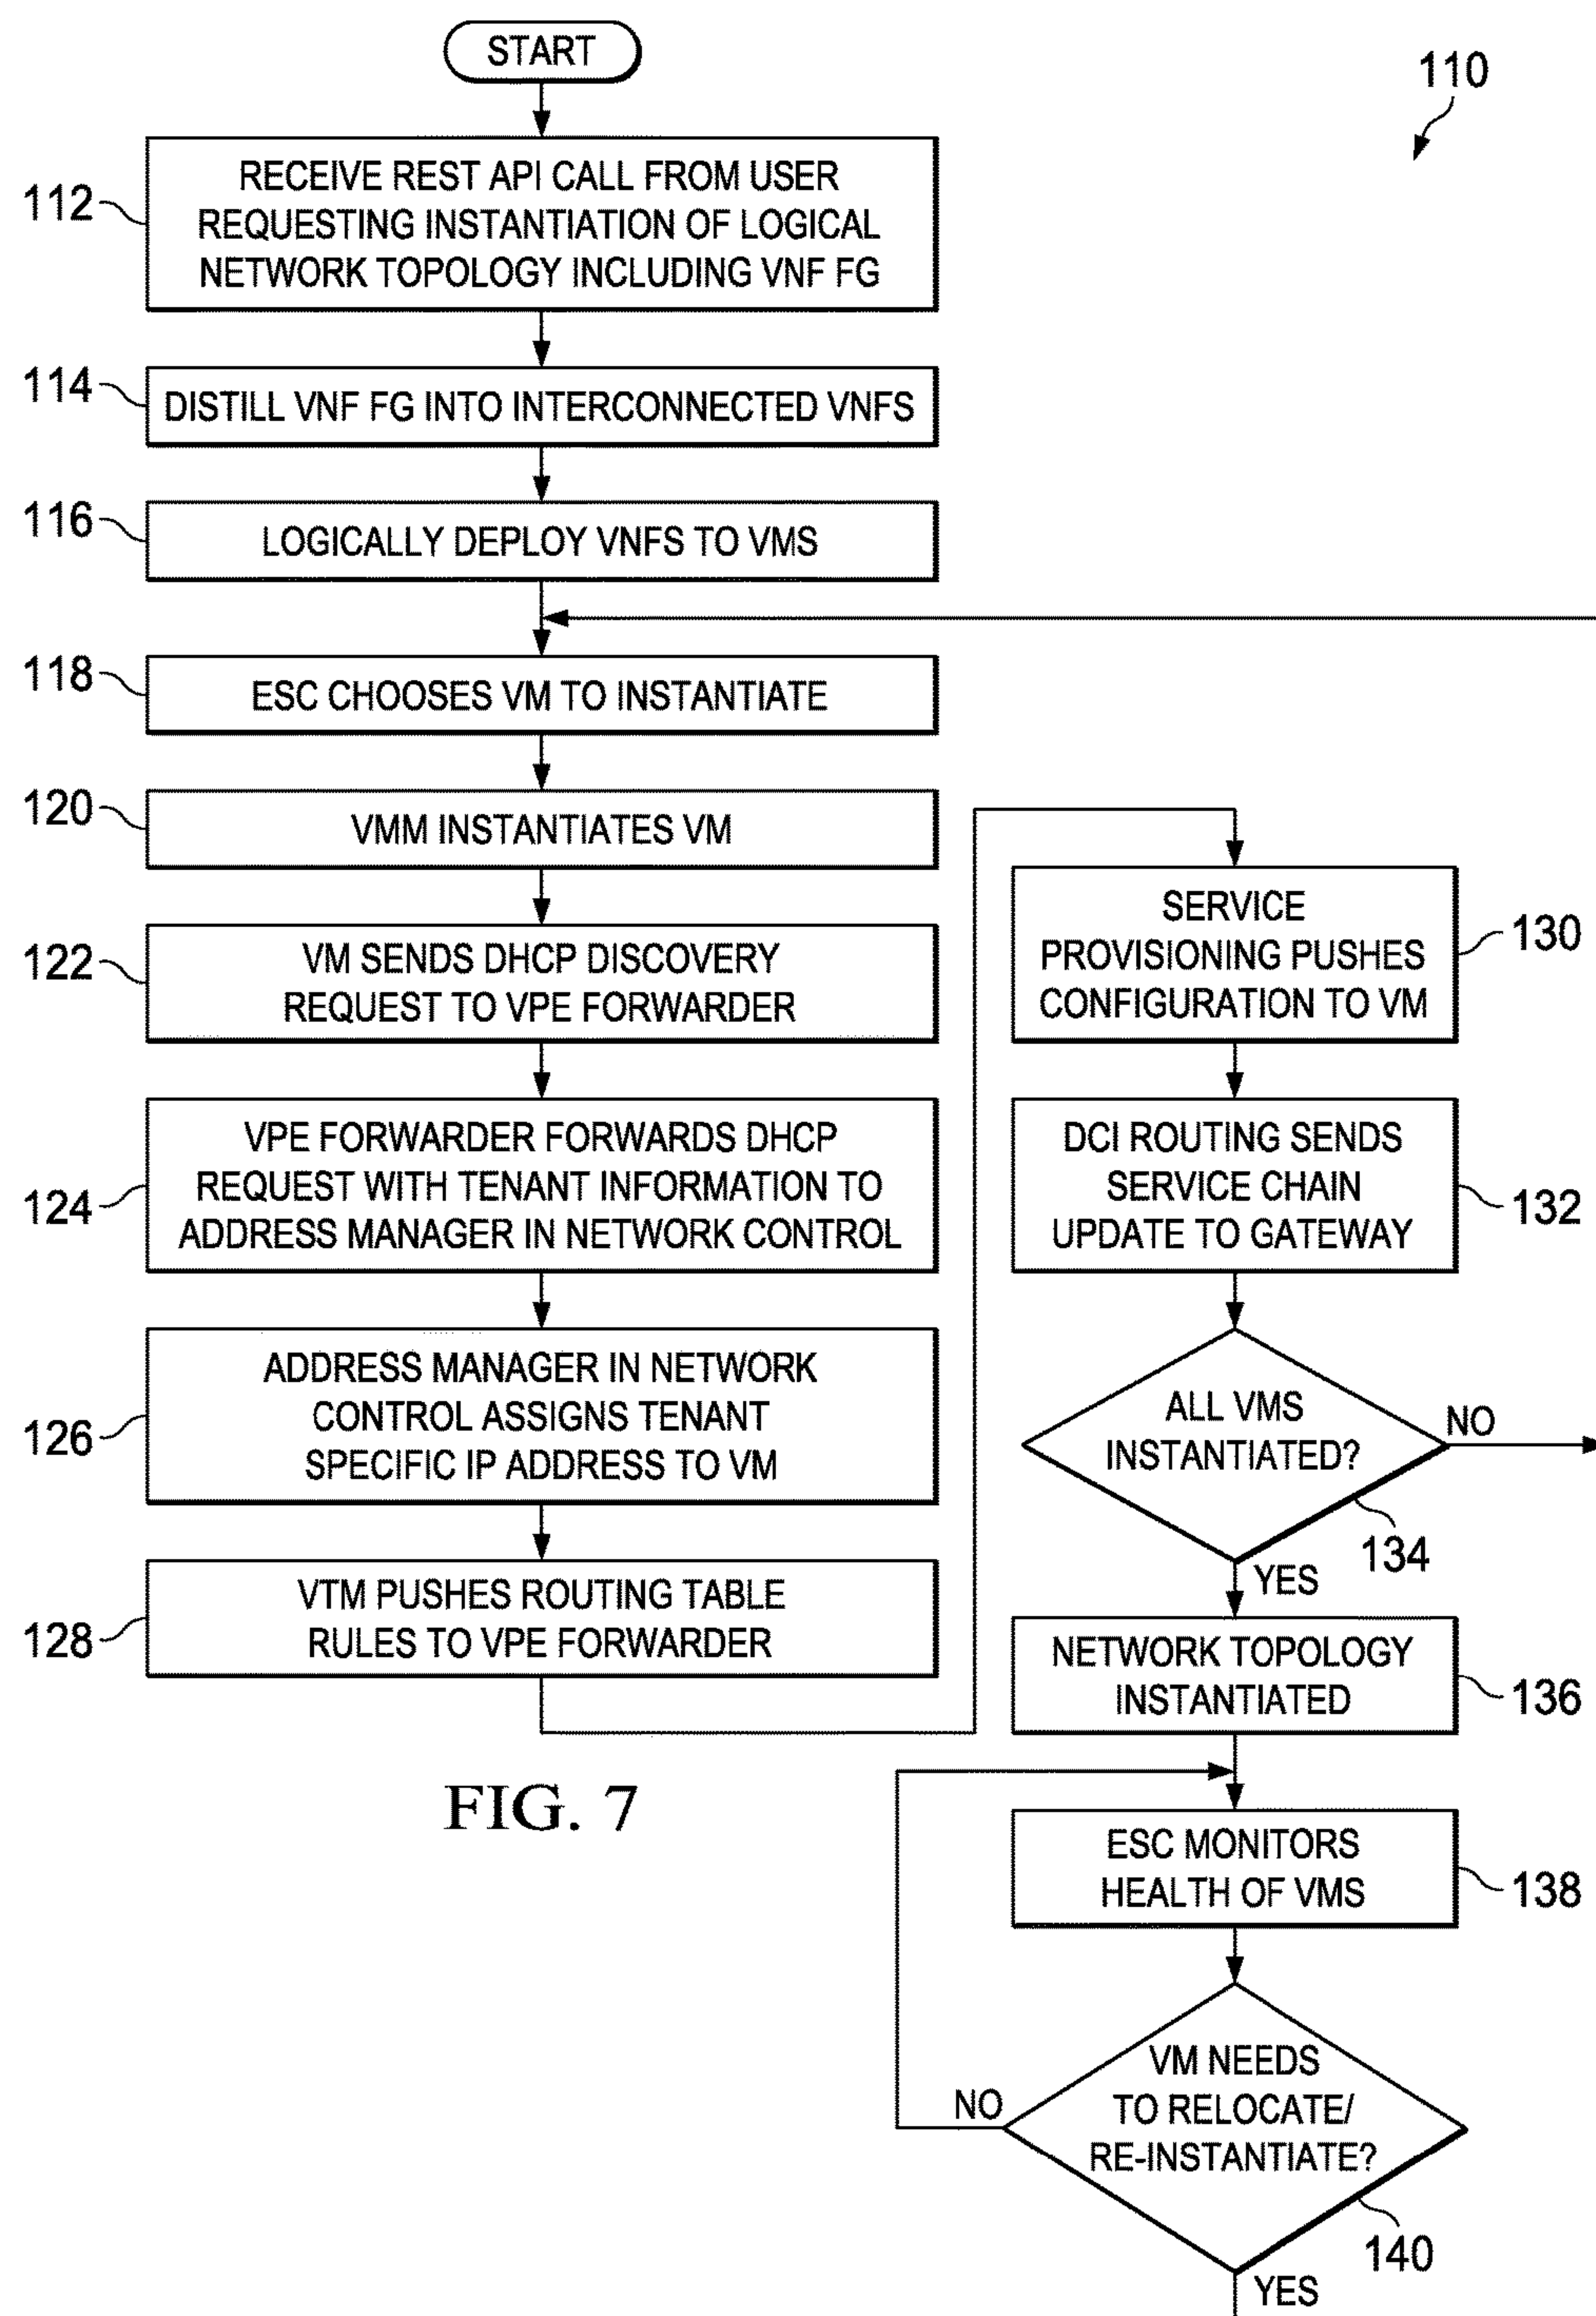 START
110
112
RECEIVE REST API CALL FROM USER
REQUESTING INSTANTIATION OF LOGICAL
NETWORK TOPOLOGY INCLUDING VNF FG
114
DISTILL VNF FG INTO INTERCONNECTED VNFS
116
LOGICALLY DEPLOY VNFS TO VMS
118
ESC CHOOSES VM TO INSTANTIATE
120
VMM INSTANTIATES VM
122
VM SENDS DHCP DISCOVERY
REQUEST TO VPE FORWARDER
124
VPE FORWARDER FORWARDS DHCP
REQUEST WITH TENANT INFORMATION TO
ADDRESS MANAGER IN NETWORK CONTROL
126
ADDRESS MANAGER IN NETWORK
CONTROL ASSIGNS TENANT
SPECIFIC IP ADDRESS TO VM
128
VTM PUSHES ROUTING TABLE
RULES TO VPE FORWARDER
SERVICE
PROVISIONING PUSHES
CONFIGURATION TO VM
130
DCI ROUTING SENDS
SERVICE CHAIN
UPDATE TO GATEWAY
132
ALL VMS
INSTANTIATED?
NO
134
YES
NETWORK TOPOLOGY
INSTANTIATED
136
ESC MONITORS
HEALTH OF VMS
138
VM NEEDS
TO RELOCATE/
RE-INSTANTIATE?
NO
140
YES
FIG. 7